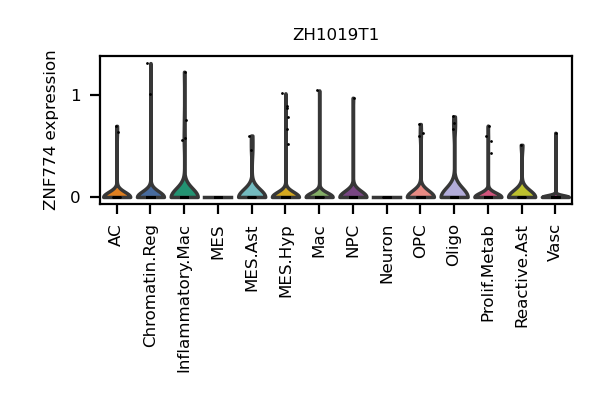 ZH1019T1
ZNF774 expression
1
0
AC
Chromatin.Reg
Inflammatory.Mac
MES
MES.Ast
MES.Hyp
Mac
NPC
Neuron
OPC
Oligo
Prolif.Metab
Reactive.Ast
Vasc